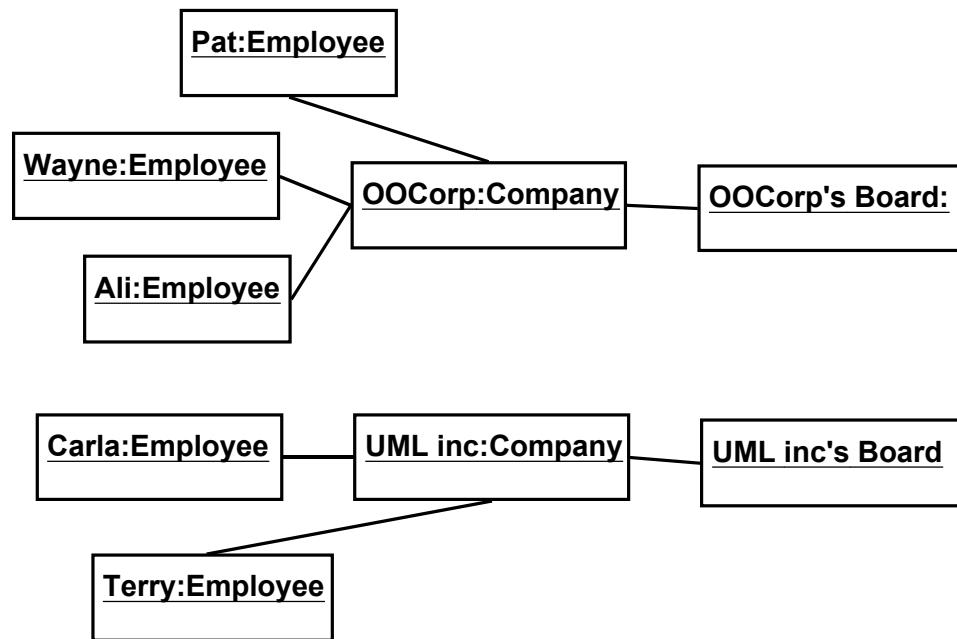 Pat:Employee
Wayne:Employee
OOCorp:Company
OOCorp's Board:
Ali:Employee
Carla:Employee
UML inc:Company
UML inc's Board
Terry:Employee